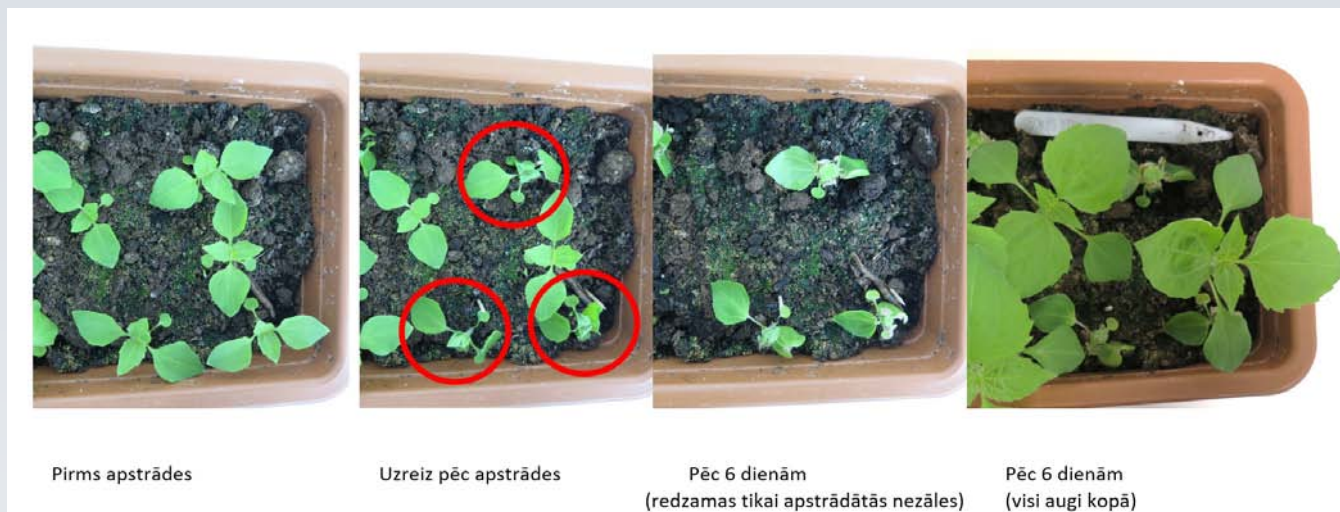 Pirms apstrādes
Uzreiz pēc apstrādes
Pēc 6 dienām
(redzamas tikai apstrādātās nezāles)
Pēc 6 dienām
(visi augi kopā)